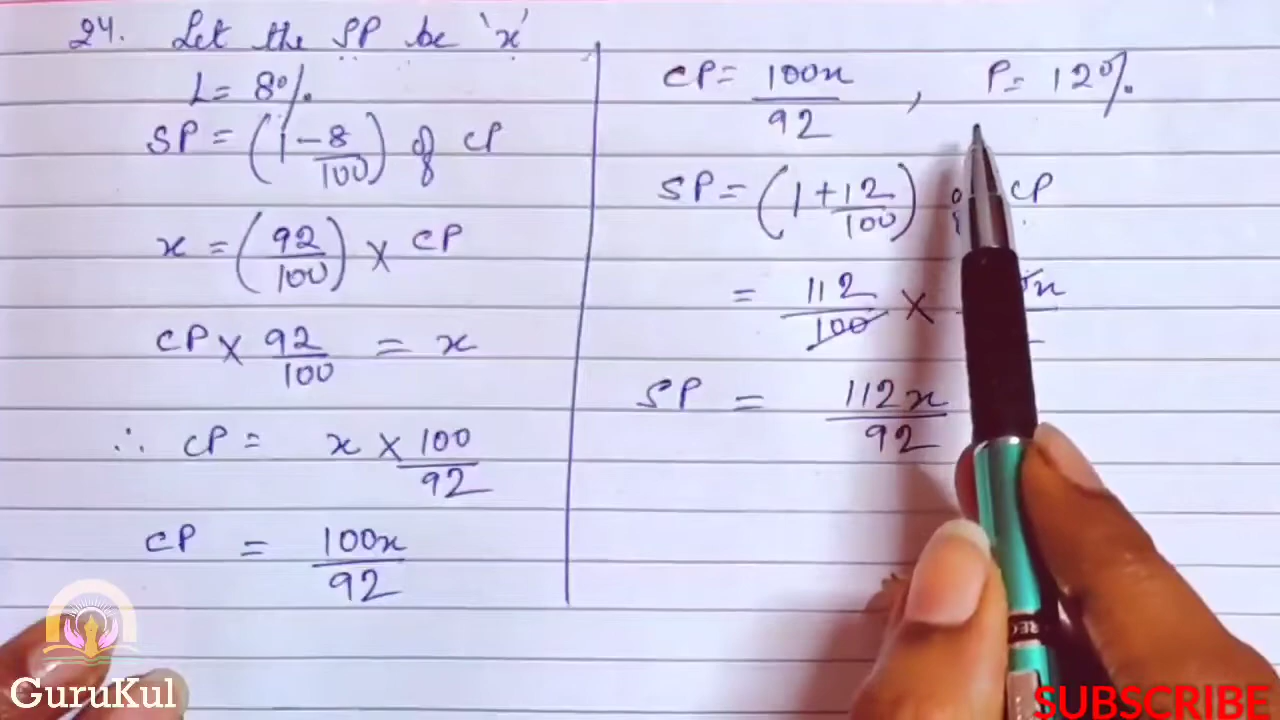 24. Let the SP be 'x'
L = 8%
SP = (1 - 8/100) of CP
x = (92/100) × CP
CP × 92/100 = x
∴ CP = x × 100/92
CP = 100x/92
CP = 100x/92 , P = 12%
SP = (1 + 12/100) CP
= 112/100 ×
SP = 112x/92
GuruKul
SUBSCRIBE